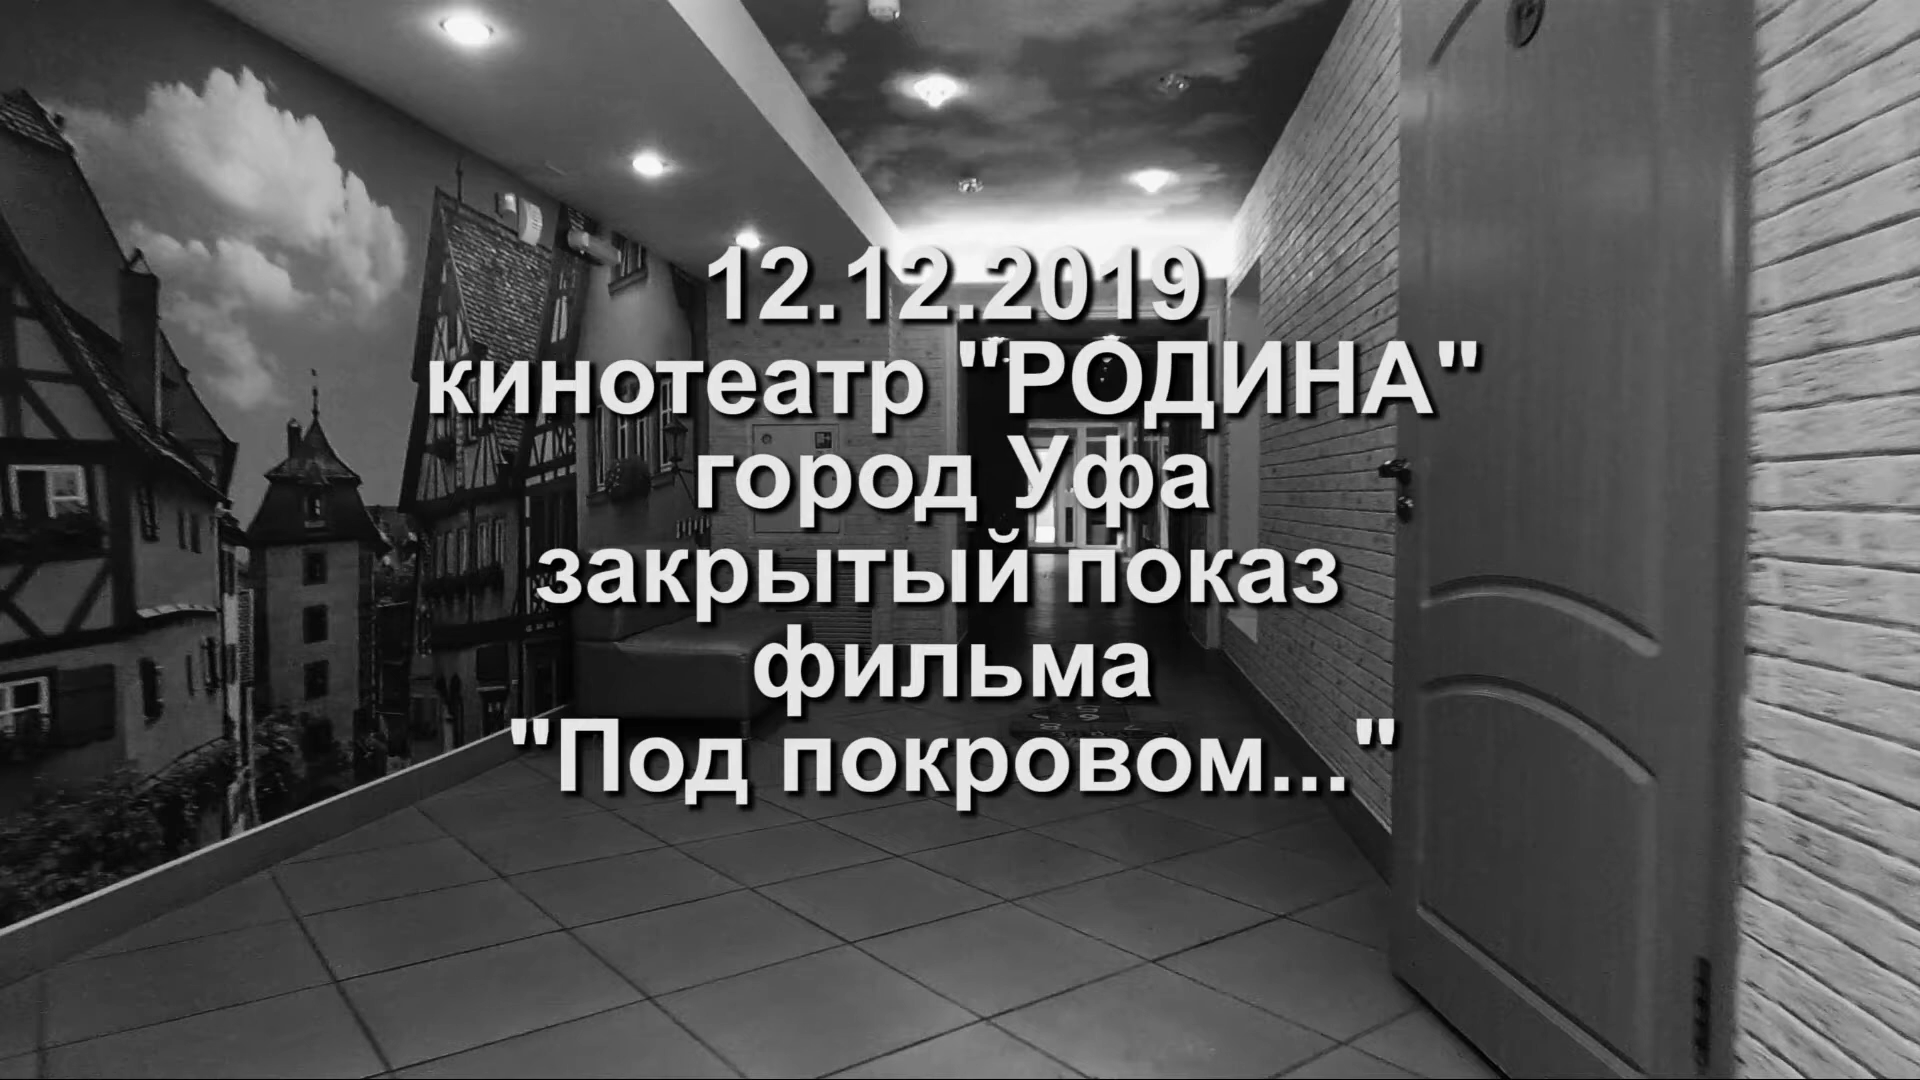 12.12.2019
кинотеатр "РОДИНА"
город Уфа
закрытый показ
фильма
"Под покровом..."